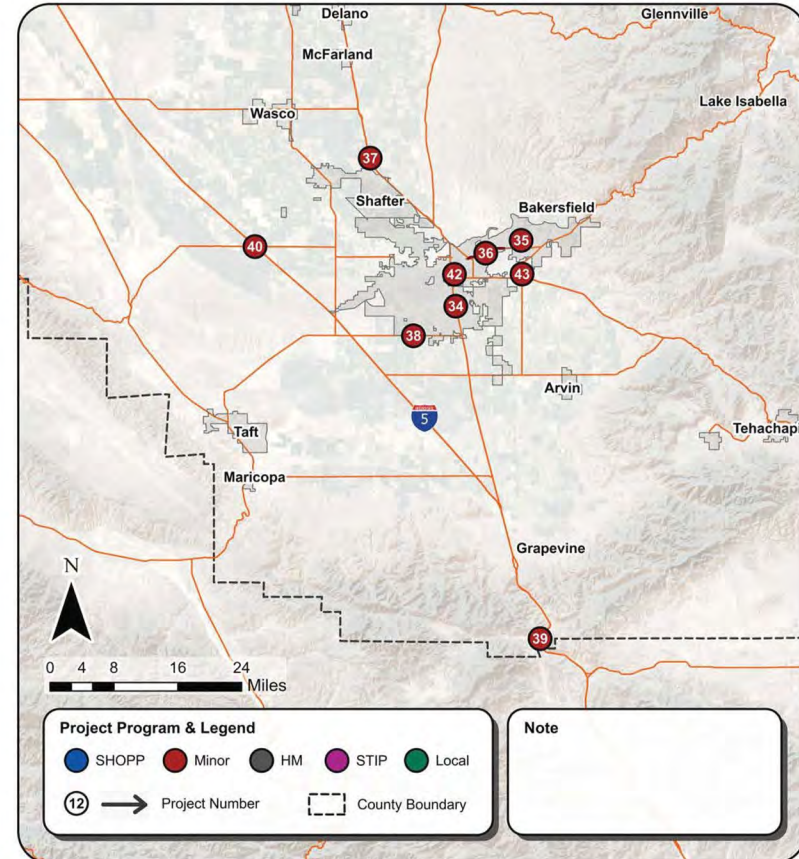 Delano
Glennville
McFarland
Lake Isabella
Wasco
37
Shafter
Bakersfield
35
40
36
42
43
34
38
Arvin
5
Taft
Tehachapi
Maricopa
Grapevine
N
39
0 4 8 16 24
Miles
Project Program & Legend
SHOPP Minor HM STIP Local
12 Project Number County Boundary
Note